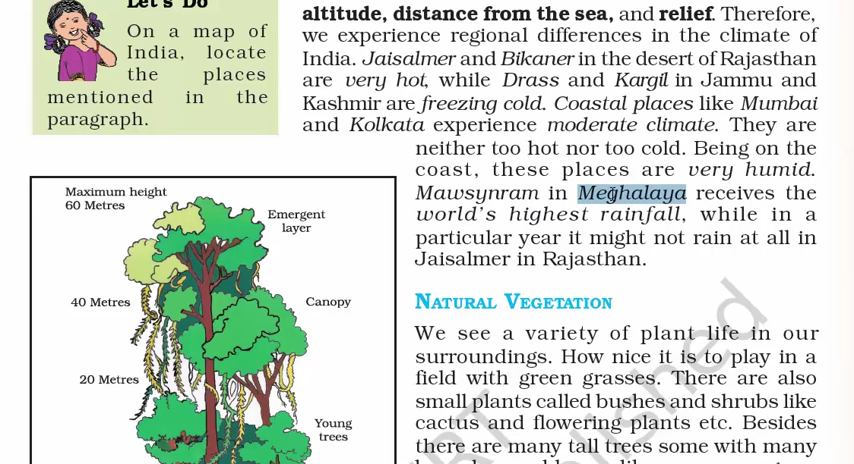 Let's Do
On a map of
India, locate
the places
mentioned in the
paragraph.
altitude, distance from the sea, and relief. Therefore,
we experience regional differences in the climate of
India. Jaisalmer and Bikaner in the desert of Rajasthan
are very hot, while Drass and Kargil in Jammu and
Kashmir are freezing cold. Coastal places like Mumbai
and Kolkata experience moderate climate. They are
neither too hot nor too cold. Being on the
coast, these places are very humid.
Mawsynram in Meghalaya receives the
world's highest rainfall, while in a
particular year it might not rain at all in
Jaisalmer in Rajasthan.
Maximum height
60 Metres
Emergent
layer
40 Metres
Canopy
20 Metres
Young
trees
NATURAL VEGETATION
We see a variety of plant life in our
surroundings. How nice it is to play in a
field with green grasses. There are also
small plants called bushes and shrubs like
cactus and flowering plants etc. Besides
there are many tall trees some with many